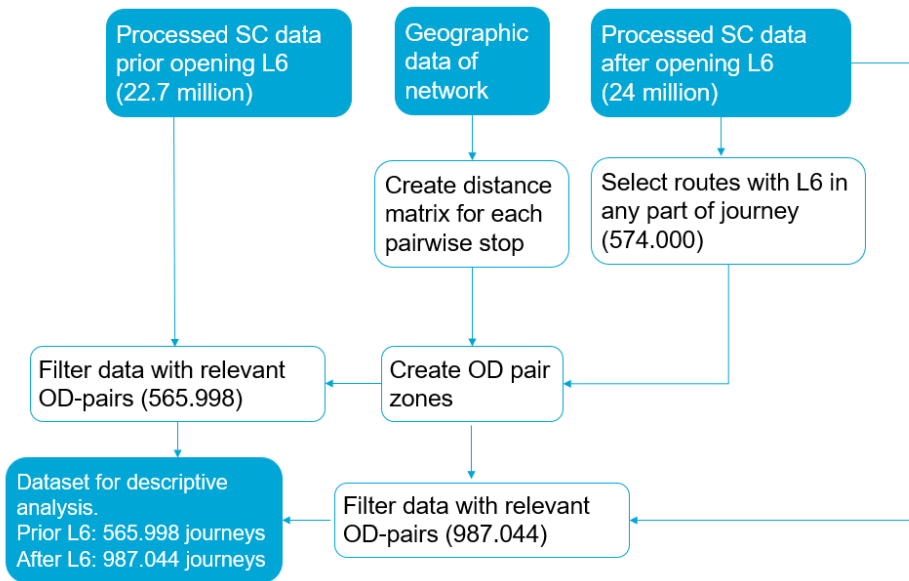 Processed SC data
prior opening L6
(22.7 million)
Geographic
data of
network
Processed SC data
after opening L6
(24 million)
Create distance
matrix for each
pairwise stop
Select routes with L6 in
any part of journey
(574.000)
Filter data with relevant
OD-pairs (565.998)
Create OD pair
zones
Dataset for descriptive
analysis.
Prior L6: 565.998 journeys
After L6: 987.044 journeys
Filter data with relevant
OD-pairs (987.044)